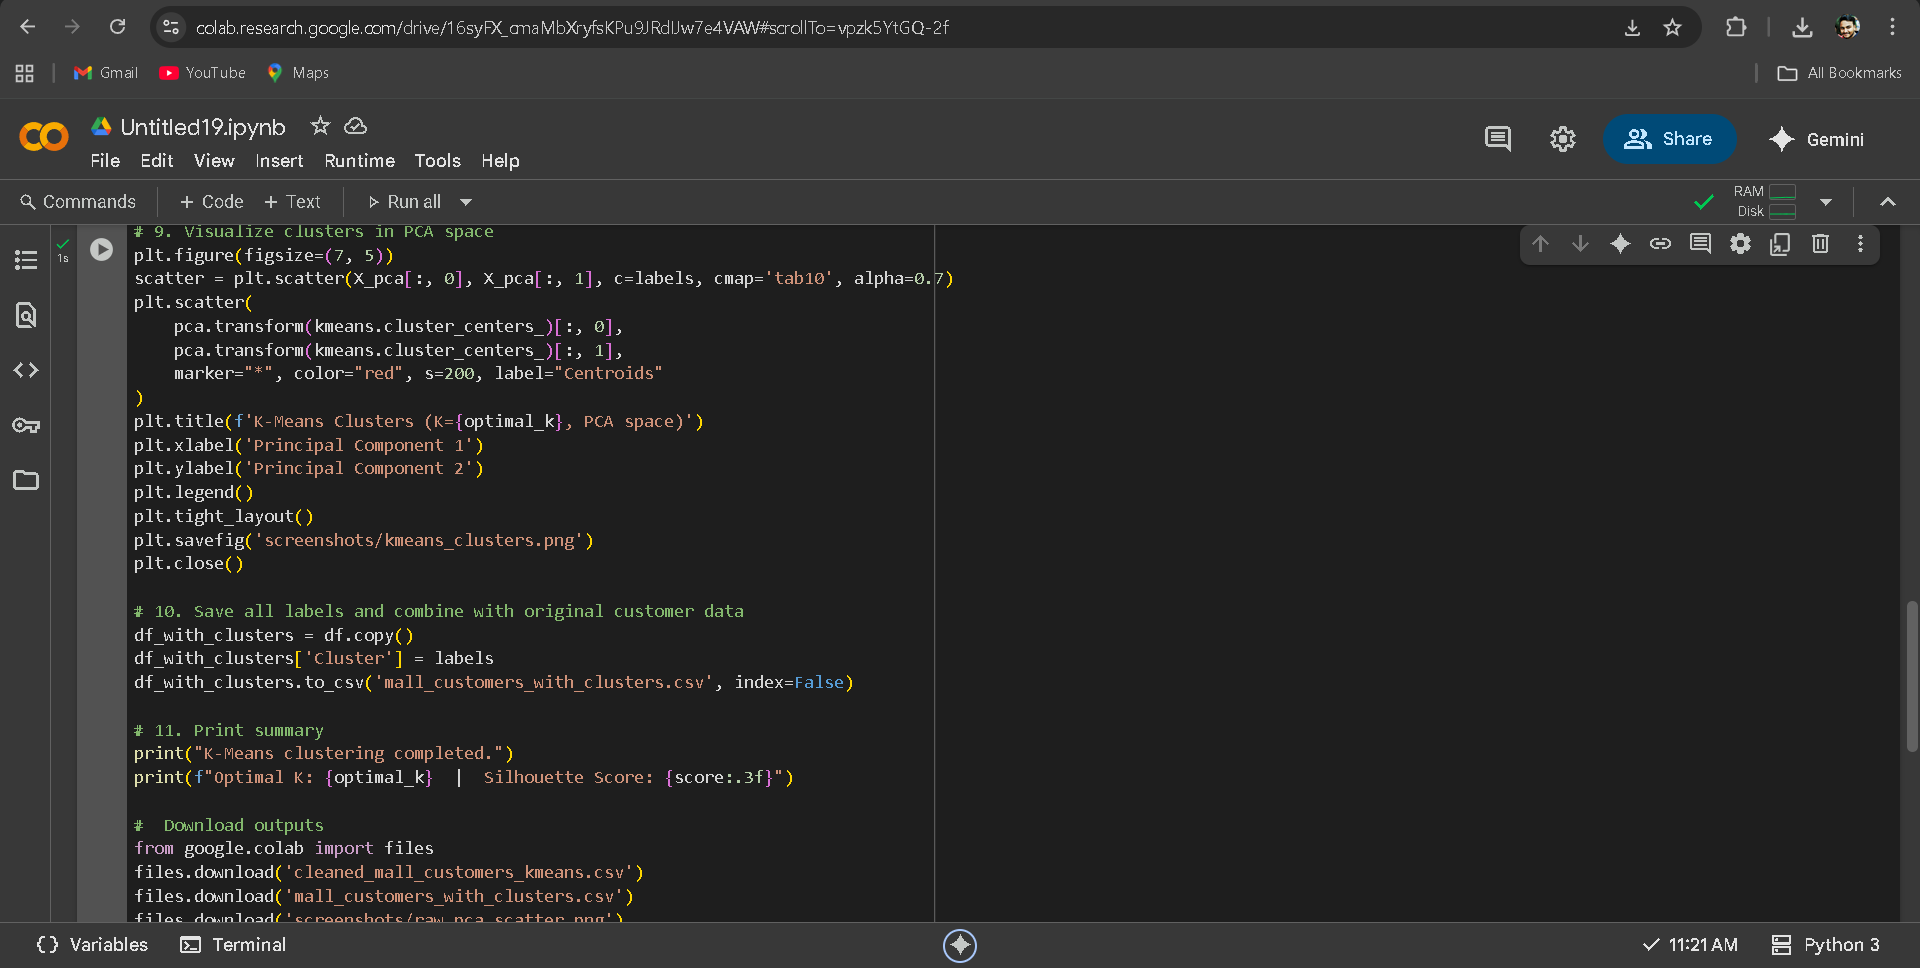 colab.research.google.com/drive/16syFX_cmaMbXryfsKPu9JRdIJw7e4VAW#scrollTo=vpzk5YtGQ-2f
Gmail YouTube Maps All Bookmarks
Untitled19.ipynb
File Edit View Insert Runtime Tools Help
Share Gemini
Commands + Code + Text Run all
RAM
Disk
1s
# 9. Visualize clusters in PCA space
plt.figure(figsize=(7, 5))
scatter = plt.scatter(X_pca[:, 0], X_pca[:, 1], c=labels, cmap='tab10', alpha=0.7)
plt.scatter(
    pca.transform(kmeans.cluster_centers_)[:, 0],
    pca.transform(kmeans.cluster_centers_)[:, 1],
    marker="*", color="red", s=200, label="Centroids"
)
plt.title(f'K-Means Clusters (K={optimal_k}, PCA space)')
plt.xlabel('Principal Component 1')
plt.ylabel('Principal Component 2')
plt.legend()
plt.tight_layout()
plt.savefig('screenshots/kmeans_clusters.png')
plt.close()
# 10. Save all labels and combine with original customer data
df_with_clusters = df.copy()
df_with_clusters['Cluster'] = labels
df_with_clusters.to_csv('mall_customers_with_clusters.csv', index=False)
# 11. Print summary
print("K-Means clustering completed.")
print(f"Optimal K: {optimal_k}  |  Silhouette Score: {score:.3f}")
#  Download outputs
from google.colab import files
files.download('cleaned_mall_customers_kmeans.csv')
files.download('mall_customers_with_clusters.csv')
files.download('screenshots/raw_pca_scatter.png')
Variables Terminal 11:21 AM Python 3